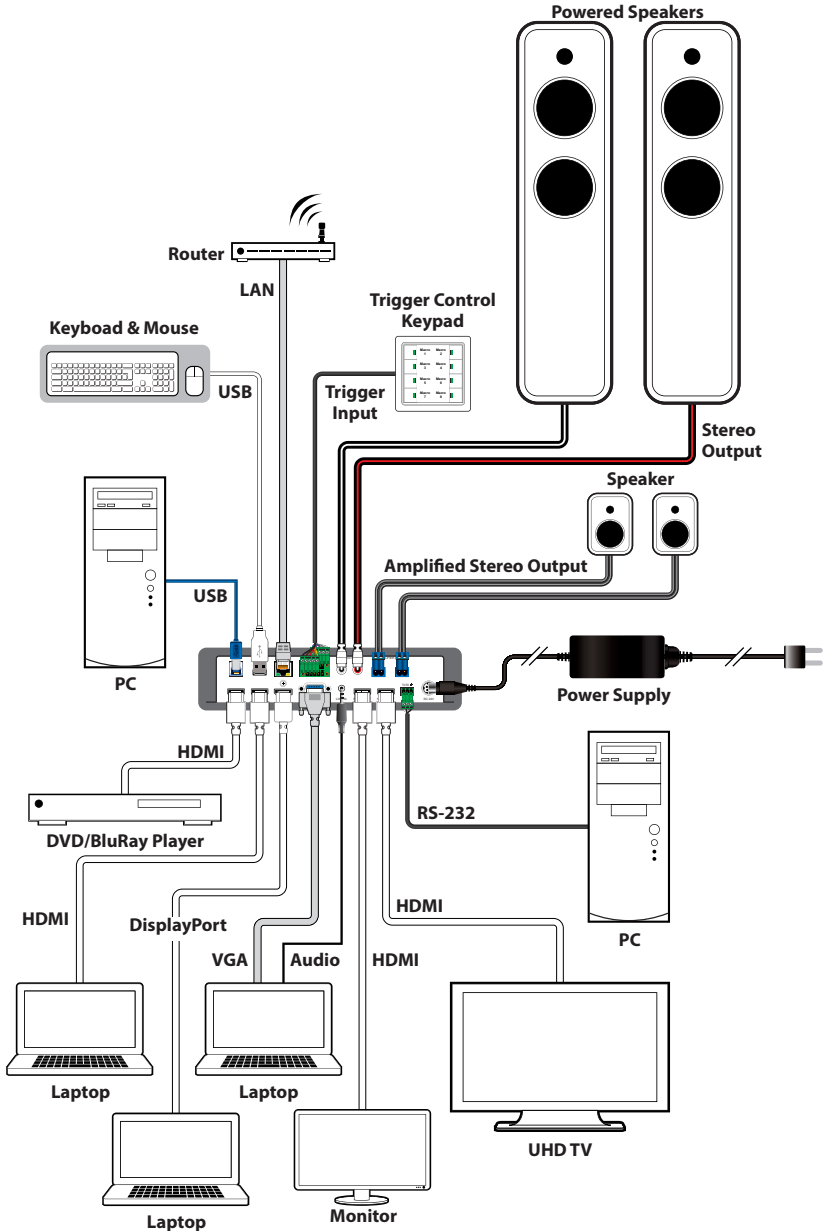 Powered Speakers
Router
LAN
Trigger Control
Keypad
Keyboad & Mouse
USB
Trigger
Input
Stereo
Output
Speaker
Amplified Stereo Output
USB
PC
Power Supply
HDMI
DVD/BluRay Player
RS-232
HDMI
DisplayPort
HDMI
PC
VGA
Audio
HDMI
Laptop
Laptop
UHD TV
Laptop
Monitor